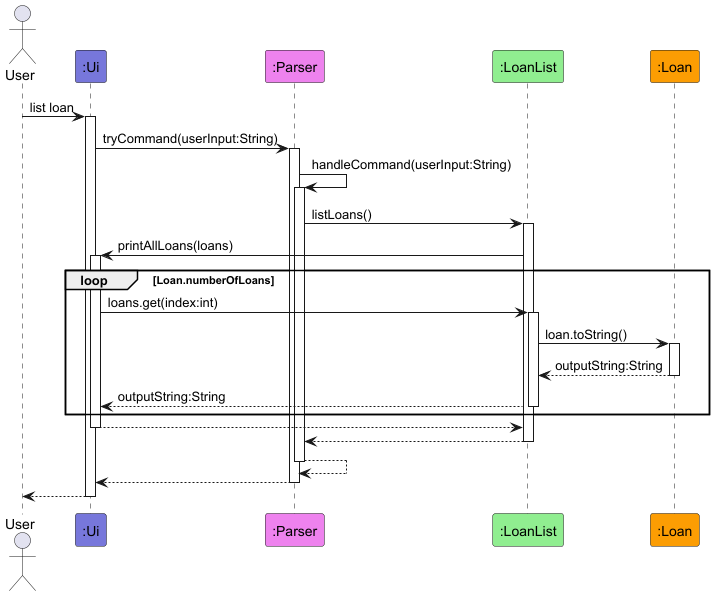 User
:Ui
:Parser
:LoanList
:Loan
list loan
tryCommand(userInput:String)
handleCommand(userInput:String)
listLoans()
printAllLoans(loans)
loop
[Loan.numberOfLoans]
loans.get(index:int)
loan.toString()
outputString:String
outputString:String
User
:Ui
:Parser
:LoanList
:Loan